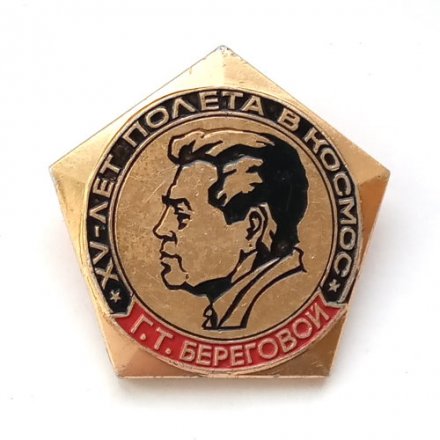 XV-ЛЕТ ПОЛЕТА В КОСМОС
Г.Т. БЕРЕГОВОЙ